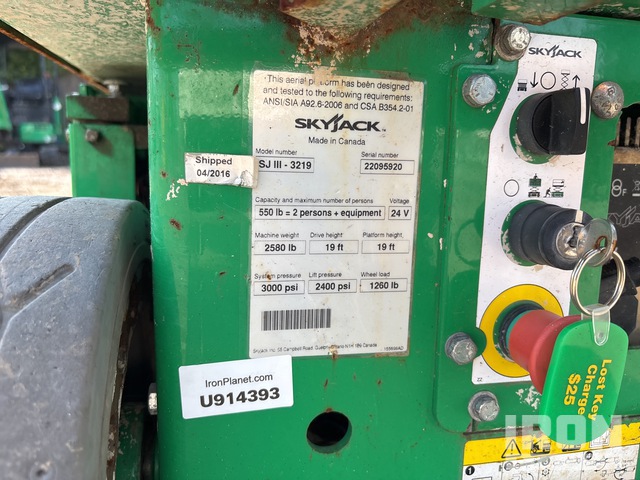 This aerial platform has been designed
and tested to the following requirements:
ANSI/SIA A92.6-2006 and CSA B354.2-01
SKYJACK
Made in Canada
Model number Serial number
SJ III - 3219 22095920
Capacity and maximum number of persons Voltage
550 lb = 2 persons + equipment 24 V
Machine weight Drive height Platform height
2580 lb 19 ft 19 ft
System pressure Lift pressure Wheel load
3000 psi 2400 psi 1260 lb
Shipped
04/2016
IronPlanet.com
U914393
SKYJACK
Lost Key
Charge
$25
IRON